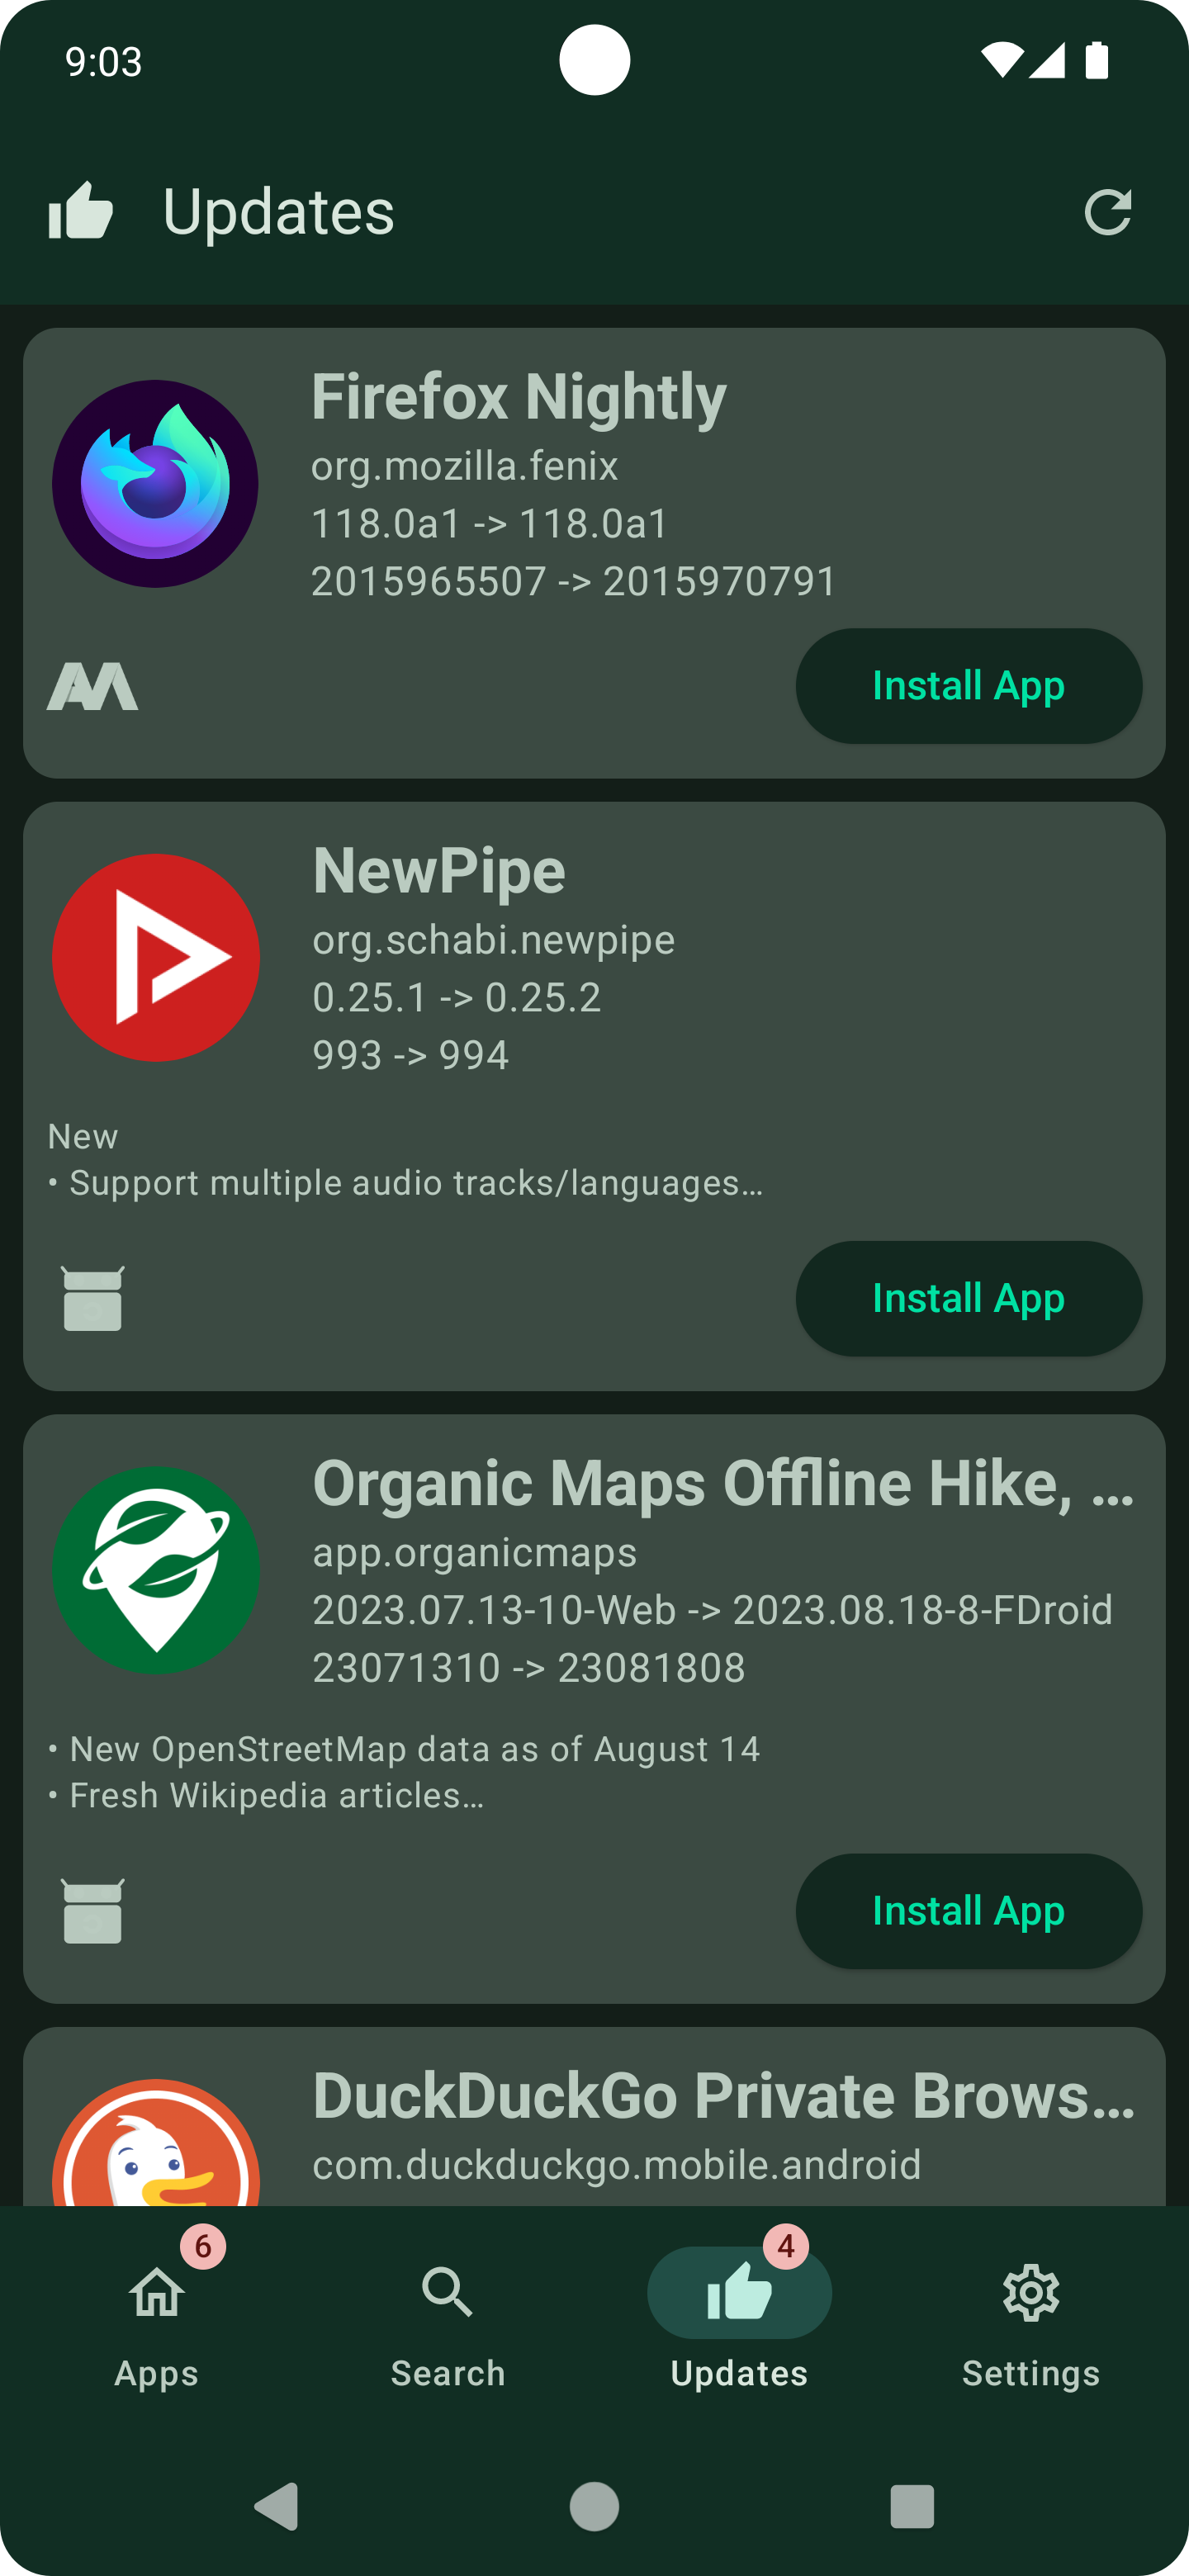 9:03
Updates
Firefox Nightly
org.mozilla.fenix
118.0a1 -> 118.0a1
2015965507 -> 2015970791
Install App
NewPipe
org.schabi.newpipe
0.25.1 -> 0.25.2
993 -> 994
New
• Support multiple audio tracks/languages…
Install App
Organic Maps Offline Hike, …
app.organicmaps
2023.07.13-10-Web -> 2023.08.18-8-FDroid
23071310 -> 23081808
• New OpenStreetMap data as of August 14
• Fresh Wikipedia articles…
Install App
DuckDuckGo Private Brows…
com.duckduckgo.mobile.android
6
4
Apps
Search
Updates
Settings